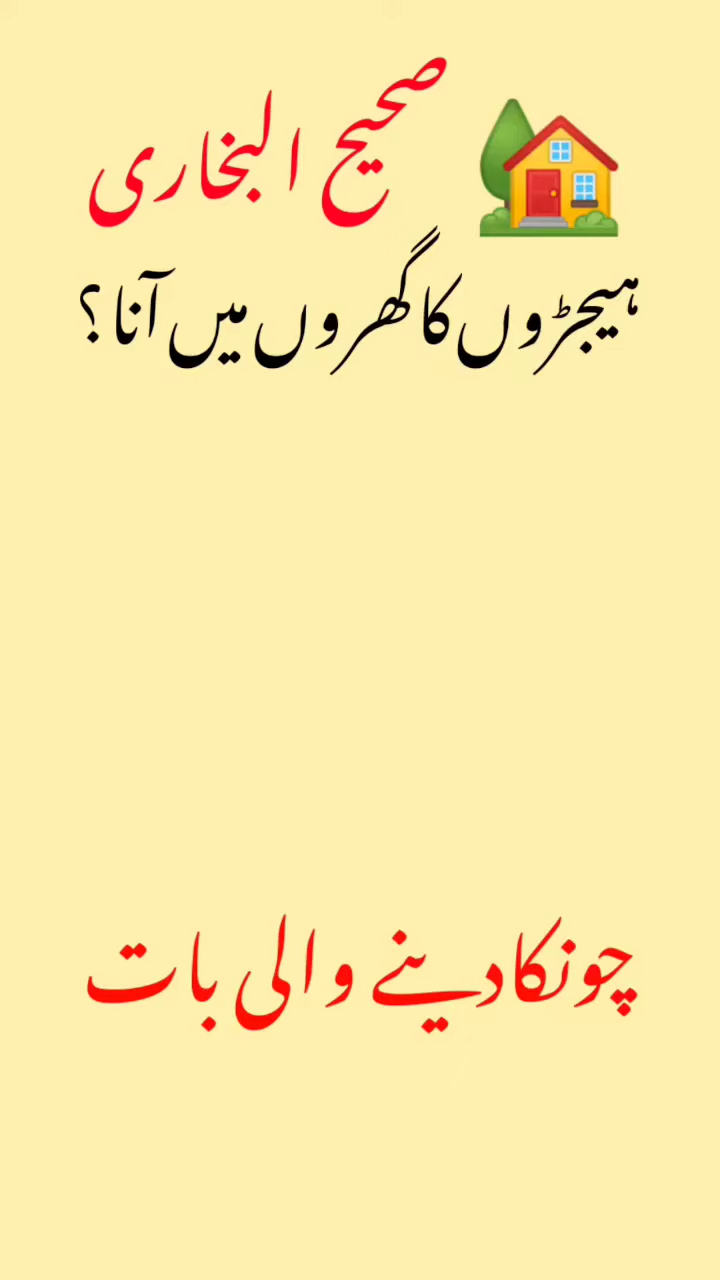 صحیح البخاری
ہیجڑوں کا گھروں میں آنا؟
چونکا دینے والی بات